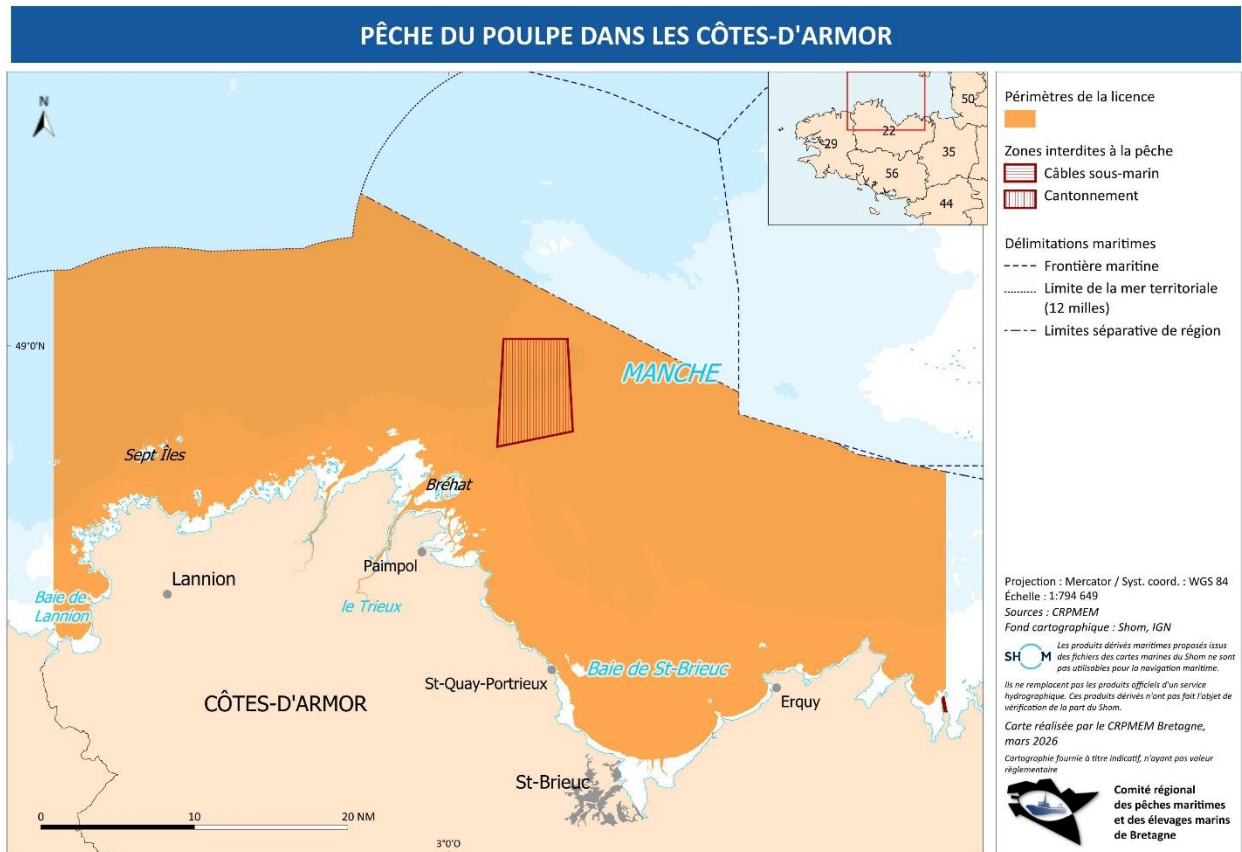 PÊCHE DU POULPE DANS LES CÔTES-D'ARMOR
N
49°0'N
Sept Îles
Bréhat
MANCHE
Lannion
Paimpol
Baie de
Lannion
le Trieux
St-Quay-Portrieux
Baie de St-Brieuc
Erquy
CÔTES-D'ARMOR
St-Brieuc
0 10 20 NM
3°0'O
50
29
22
35
56
44
Périmètres de la licence
Zones interdites à la pêche
Câbles sous-marin
Cantonnement
Délimitations maritimes
Frontière maritine
Limite de la mer territoriale
(12 milles)
Limites séparative de région
Projection : Mercator / Syst. coord. : WGS 84
Échelle : 1:794 649
Sources : CRPMEM
Fond cartographique : Shom, IGN
SHOM
Les produits dérivés maritimes proposés issus
des fichiers des cartes marines du Shom ne sont
pas utilisables pour la navigation maritime.
Ils ne remplacent pas les produits officiels d'un service
hydrographique. Ces produits dérivés n'ont pas fait l'objet de
vérification de la part du Shom.
Carte réalisée par le CRPMEM Bretagne,
mars 2026
Cartographie fournie à titre indicatif, n'ayant pas valeur
règlementaire
Comité régional
des pêches maritimes
et des élevages marins
de Bretagne